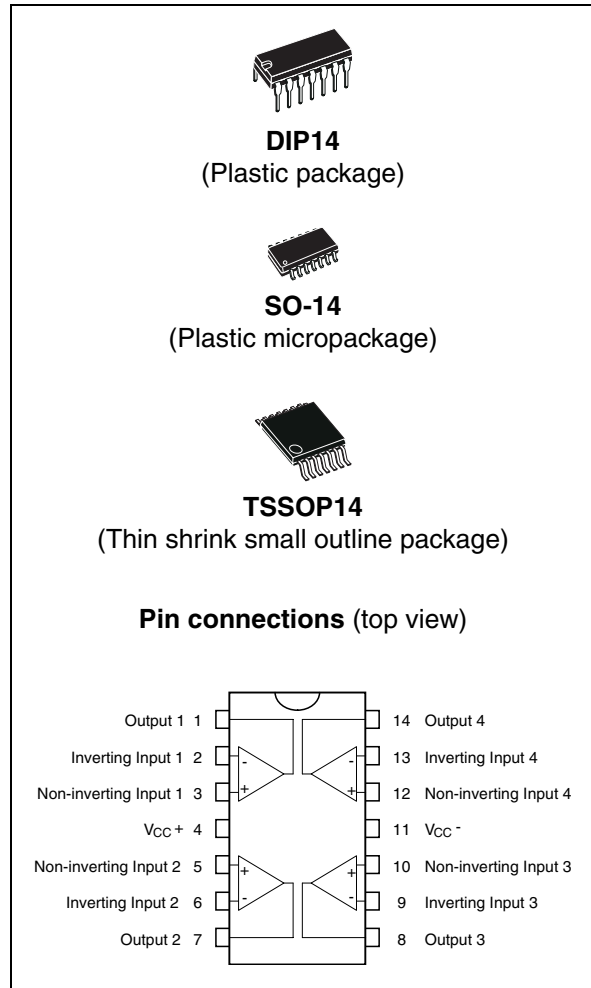 DIP14
(Plastic package)
SO-14
(Plastic micropackage)
TSSOP14
(Thin shrink small outline package)
Pin connections (top view)
Output 1 1 14 Output 4
Inverting Input 1 2 - - 13 Inverting Input 4
Non-inverting Input 1 3 + + 12 Non-inverting Input 4
VCC + 4 11 VCC -
Non-inverting Input 2 5 + + 10 Non-inverting Input 3
Inverting Input 2 6 - - 9 Inverting Input 3
Output 2 7 8 Output 3